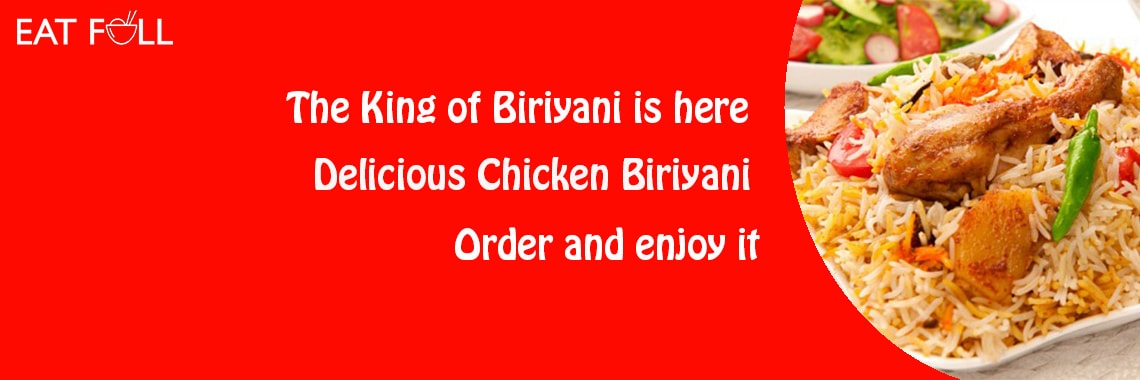 EAT FULL
The King of Biriyani is here
Delicious Chicken Biriyani
Order and enjoy it